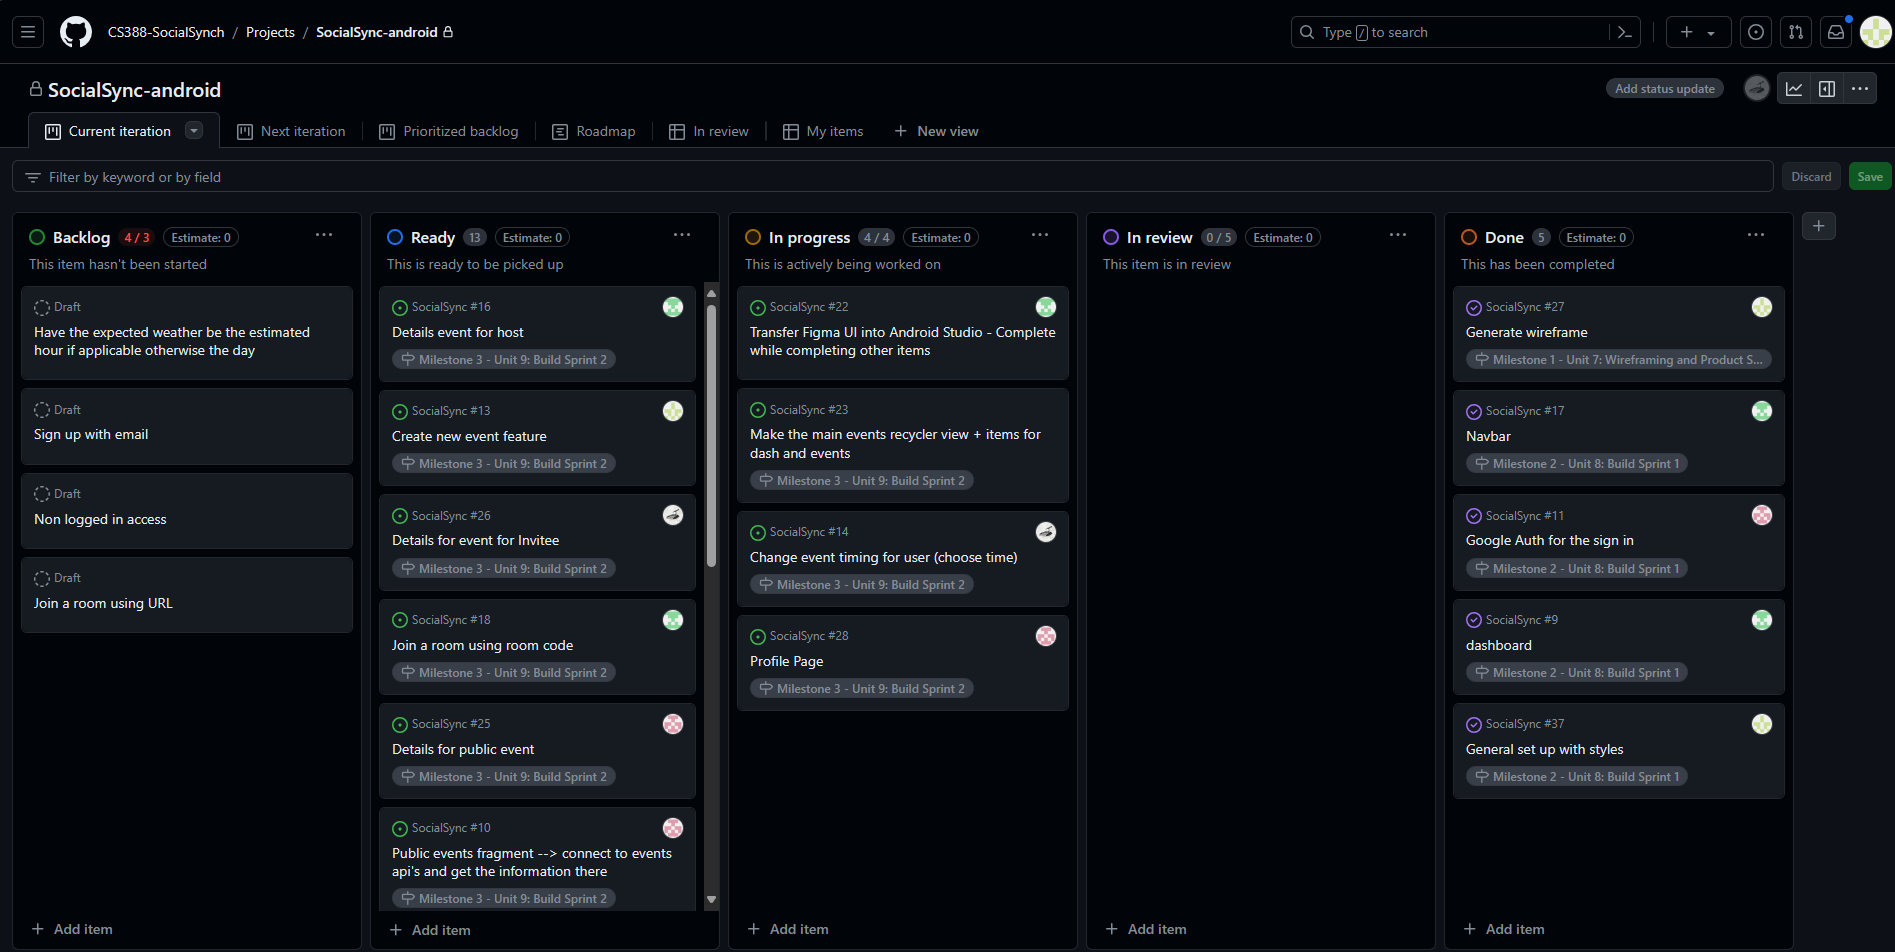 CS388-SocialSynch / Projects / SocialSync-android
Type / to search
SocialSync-android
Add status update
Current iteration
Next iteration
Prioritized backlog
Roadmap
In review
My items
New view
Filter by keyword or by field
Discard
Save
Backlog 4 / 3 Estimate: 0
This item hasn't been started
Draft
Have the expected weather be the estimated
hour if applicable otherwise the day
Draft
Sign up with email
Draft
Non logged in access
Draft
Join a room using URL
Add item
Ready 13 Estimate: 0
This is ready to be picked up
SocialSync #16
Details event for host
Milestone 3 - Unit 9: Build Sprint 2
SocialSync #13
Create new event feature
Milestone 3 - Unit 9: Build Sprint 2
SocialSync #26
Details for event for Invitee
Milestone 3 - Unit 9: Build Sprint 2
SocialSync #18
Join a room using room code
Milestone 3 - Unit 9: Build Sprint 2
SocialSync #25
Details for public event
Milestone 3 - Unit 9: Build Sprint 2
SocialSync #10
Public events fragment --> connect to events
api's and get the information there
Milestone 3 - Unit 9: Build Sprint 2
Add item
In progress 4 / 4 Estimate: 0
This is actively being worked on
SocialSync #22
Transfer Figma UI into Android Studio - Complete
while completing other items
SocialSync #23
Make the main events recycler view + items for
dash and events
Milestone 3 - Unit 9: Build Sprint 2
SocialSync #14
Change event timing for user (choose time)
Milestone 3 - Unit 9: Build Sprint 2
SocialSync #28
Profile Page
Milestone 3 - Unit 9: Build Sprint 2
Add item
In review 0 / 5 Estimate: 0
This item is in review
Add item
Done 5 Estimate: 0
This has been completed
SocialSync #27
Generate wireframe
Milestone 1 - Unit 7: Wireframing and Product S...
SocialSync #17
Navbar
Milestone 2 - Unit 8: Build Sprint 1
SocialSync #11
Google Auth for the sign in
Milestone 2 - Unit 8: Build Sprint 1
SocialSync #9
dashboard
Milestone 2 - Unit 8: Build Sprint 1
SocialSync #37
General set up with styles
Milestone 2 - Unit 8: Build Sprint 1
Add item